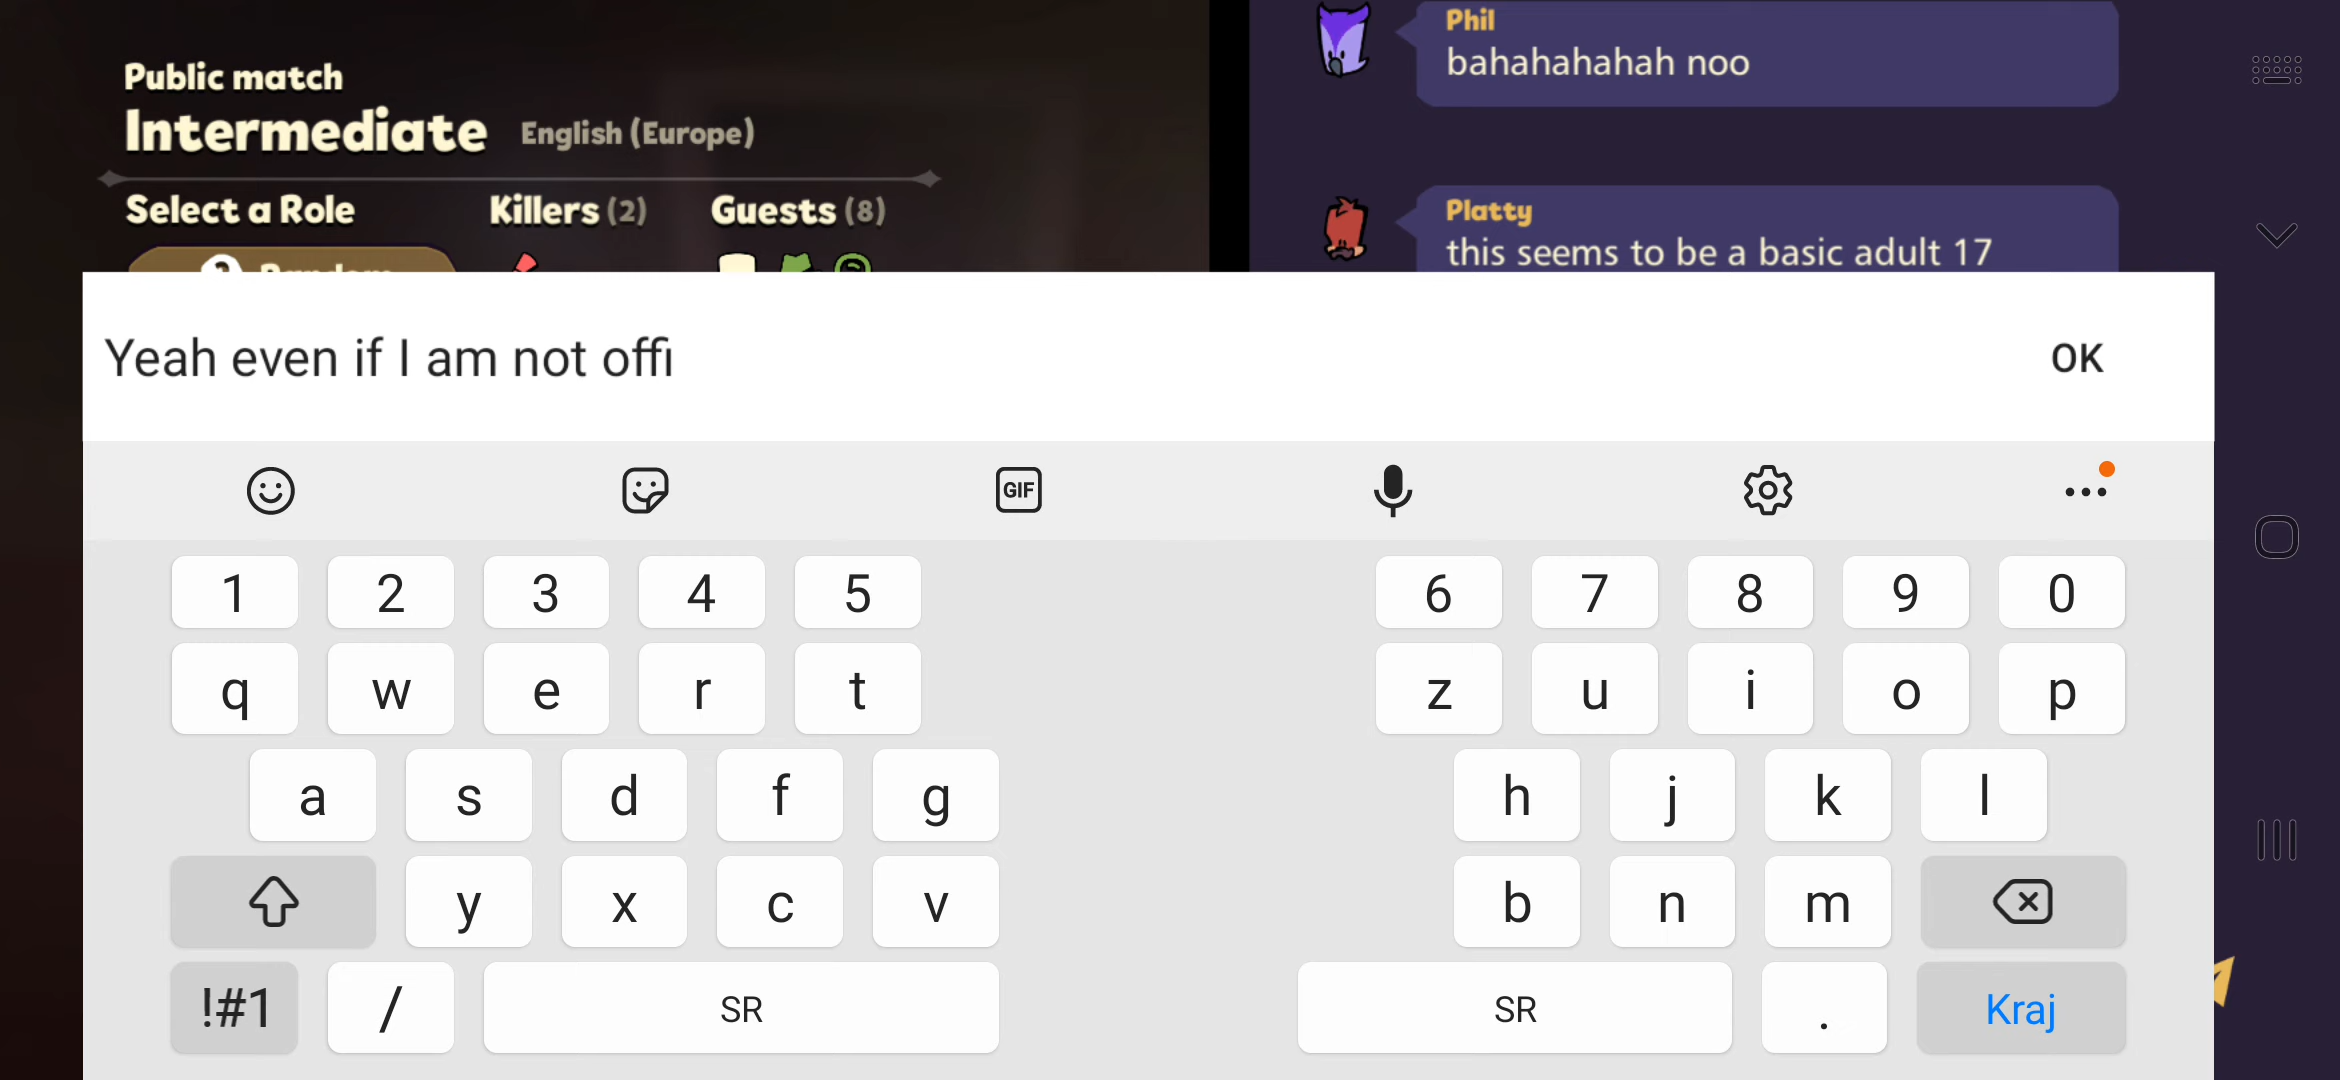 Public match
Intermediate English (Europe)
Select a Role Killers (2) Guests (8)
Random
Phil
bahahahahah noo
Platty
this seems to be a basic adult 17
Yeah even if I am not offi
OK
GIF
1 2 3 4 5 6 7 8 9 0
q w e r t z u i o p
a s d f g h j k l
y x c v b n m
!#1 / SR SR . Kraj